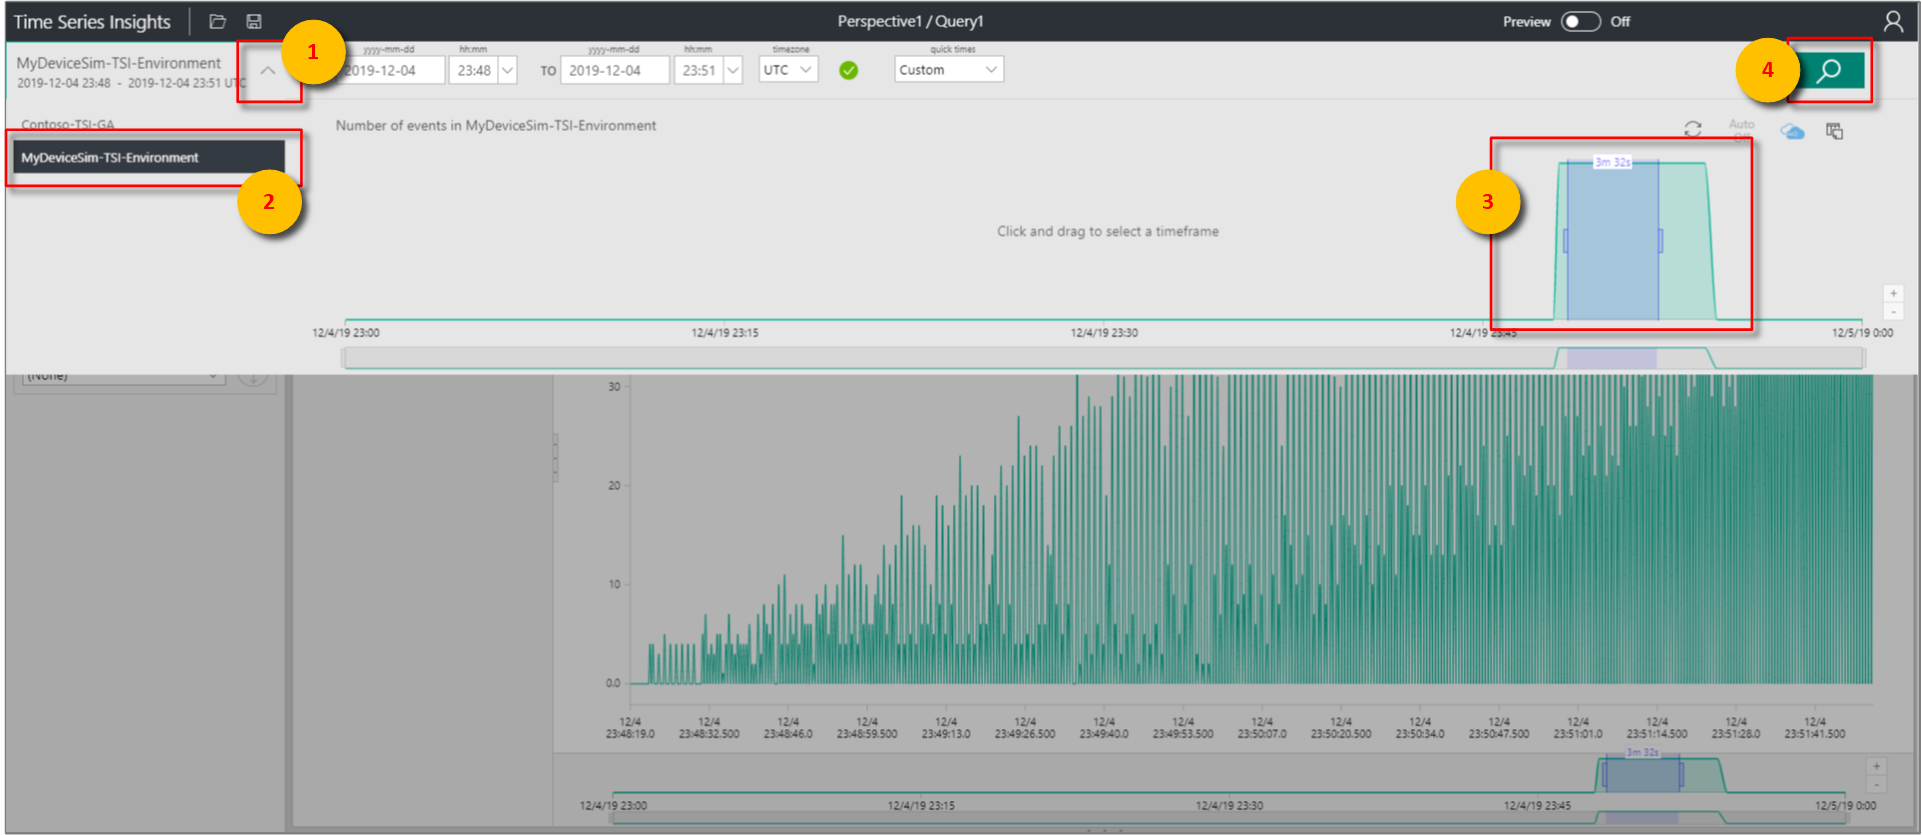 Time Series Insights
Perspective1 / Query1
Preview
Off
MyDeviceSim-TSI-Environment
2019-12-04 23:48 - 2019-12-04 23:51 UTC
1
yyyy-mm-dd
hh:mm
yyyy-mm-dd
hh:mm
timezone
quick times
2019-12-04
23:48
TO
2019-12-04
23:51
UTC
Custom
4
Contoso-TSI-GA
MyDeviceSim-TSI-Environment
2
Number of events in MyDeviceSim-TSI-Environment
Auto
Off
3m 32s
3
Click and drag to select a timeframe
+
-
12/4/19 23:00
12/4/19 23:15
12/4/19 23:30
12/4/19 23:45
12/5/19 0:00
(None)
30
20
10
0.0
12/4 12/4 12/4 12/4 12/4 12/4 12/4 12/4 12/4 12/4 12/4 12/4 12/4 12/4 12/4 12/4
23:48:19.0 23:48:32.500 23:48:46.0 23:48:59.500 23:49:13.0 23:49:26.500 23:49:40.0 23:49:53.500 23:50:07.0 23:50:20.500 23:50:34.0 23:50:47.500 23:51:01.0 23:51:14.500 23:51:28.0 23:51:41.500
3m 32s
+
-
12/4/19 23:00
12/4/19 23:15
12/4/19 23:30
12/4/19 23:45
12/5/19 0:00